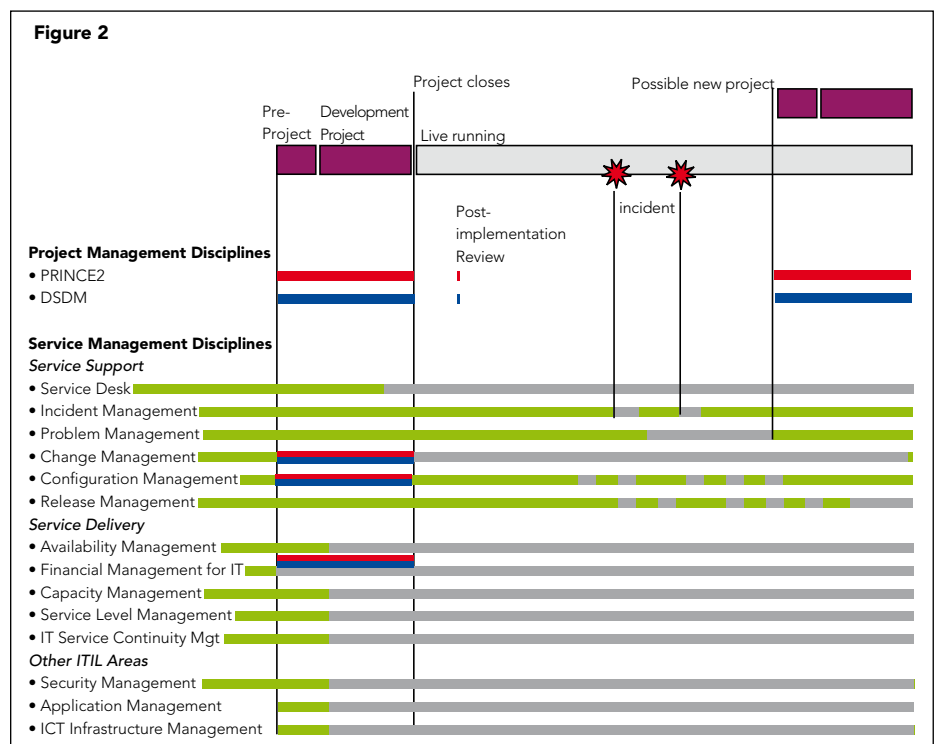 Figure 2
Project closes
Possible new project
Pre-
Project
Development
Project
Live running
incident
Post-
implementation
Review
Project Management Disciplines
• PRINCE2
• DSDM
Service Management Disciplines
Service Support
• Service Desk
• Incident Management
• Problem Management
• Change Management
• Configuration Management
• Release Management
Service Delivery
• Availability Management
• Financial Management for IT
• Capacity Management
• Service Level Management
• IT Service Continuity Mgt
Other ITIL Areas
• Security Management
• Application Management
• ICT Infrastructure Management